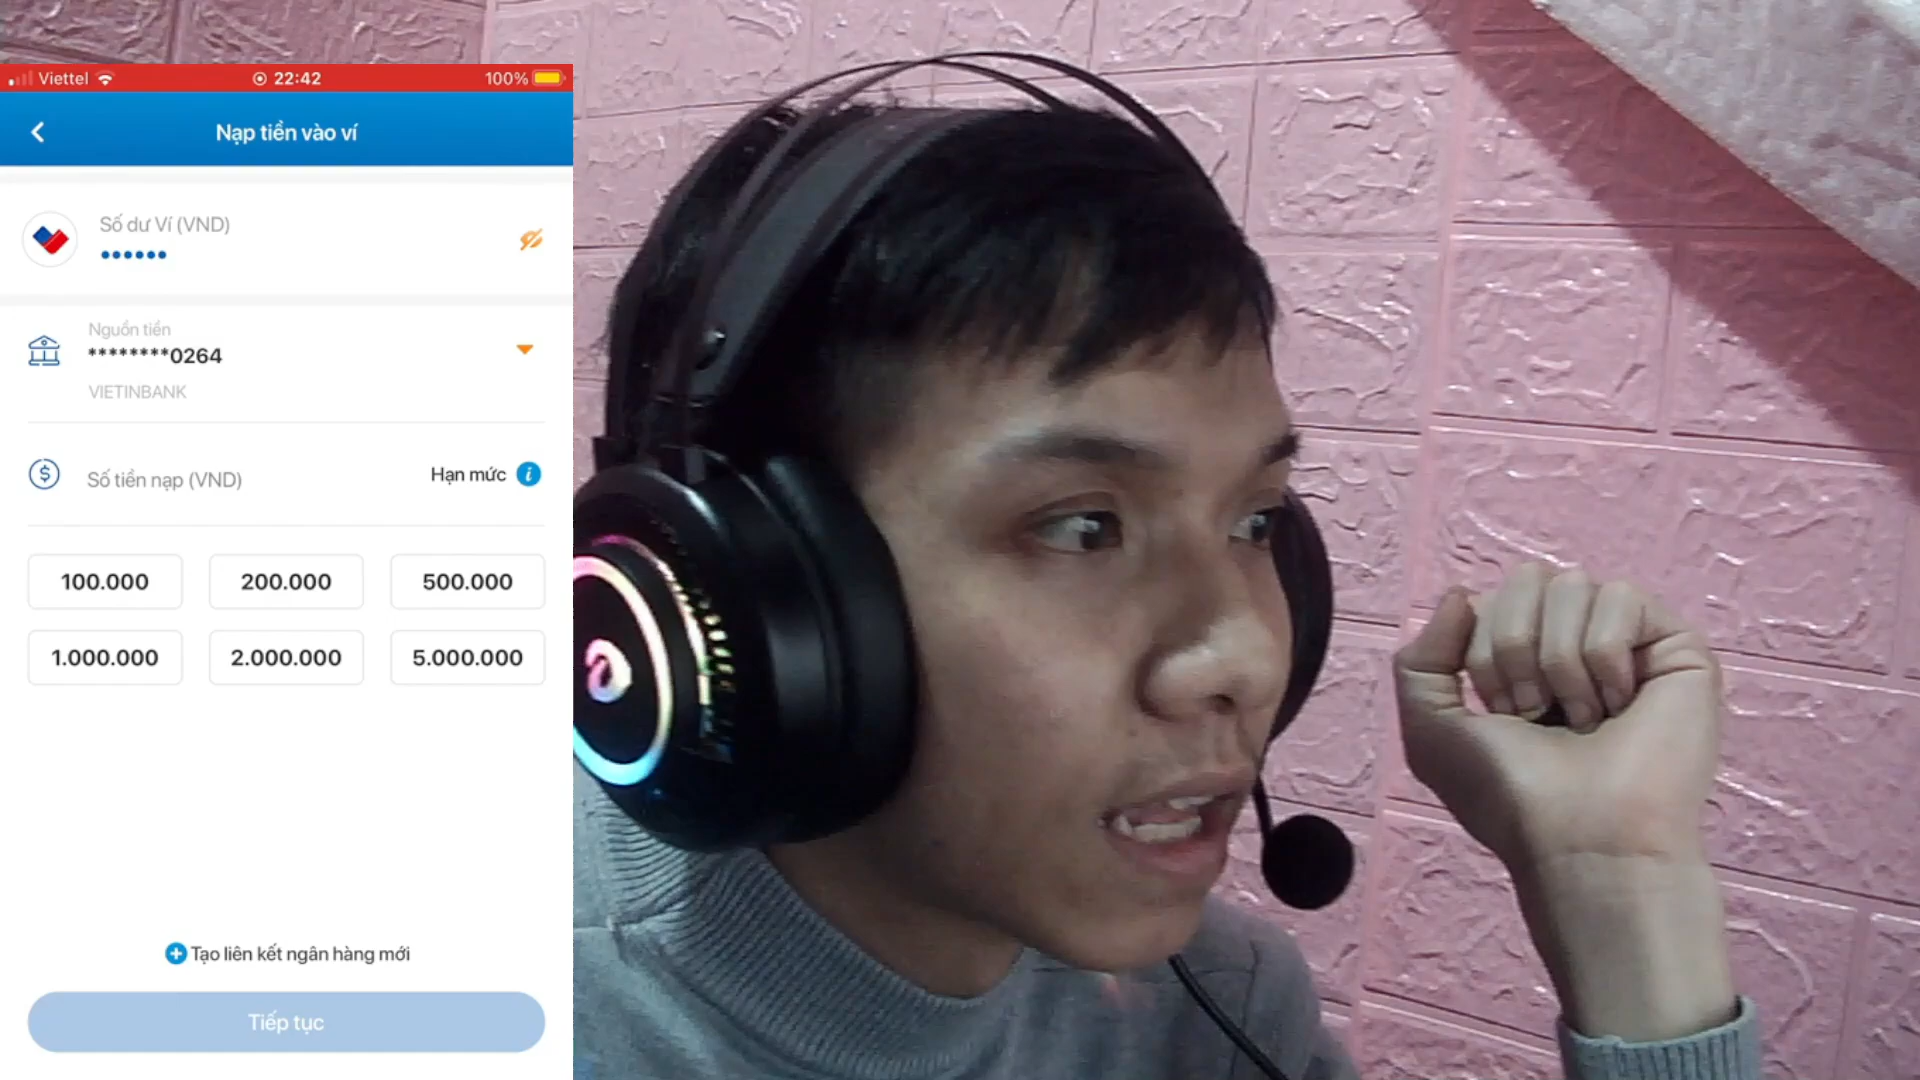 Viettel 22:42 100%
Nạp tiền vào ví
Số dư Ví (VND)
••••••
Nguồn tiền
********0264
VIETINBANK
Số tiền nạp (VND) Hạn mức
100.000 200.000 500.000
1.000.000 2.000.000 5.000.000
Tạo liên kết ngân hàng mới
Tiếp tục